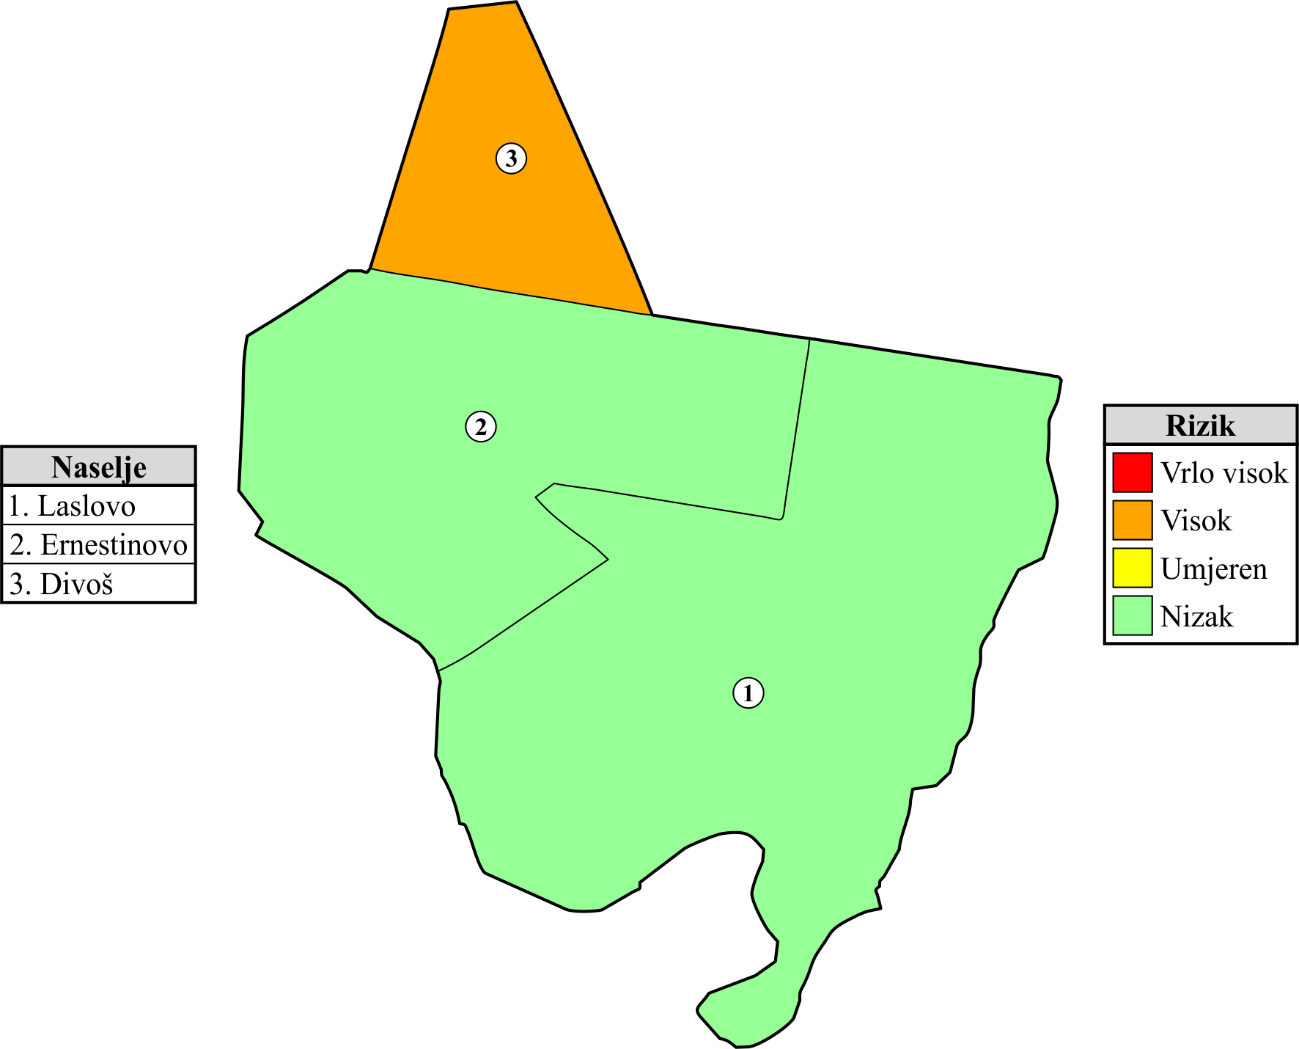 3
2
1
Naselje
1. Laslovo
2. Ernestinovo
3. Divoš
Rizik
Vrlo visok
Visok
Umjeren
Nizak